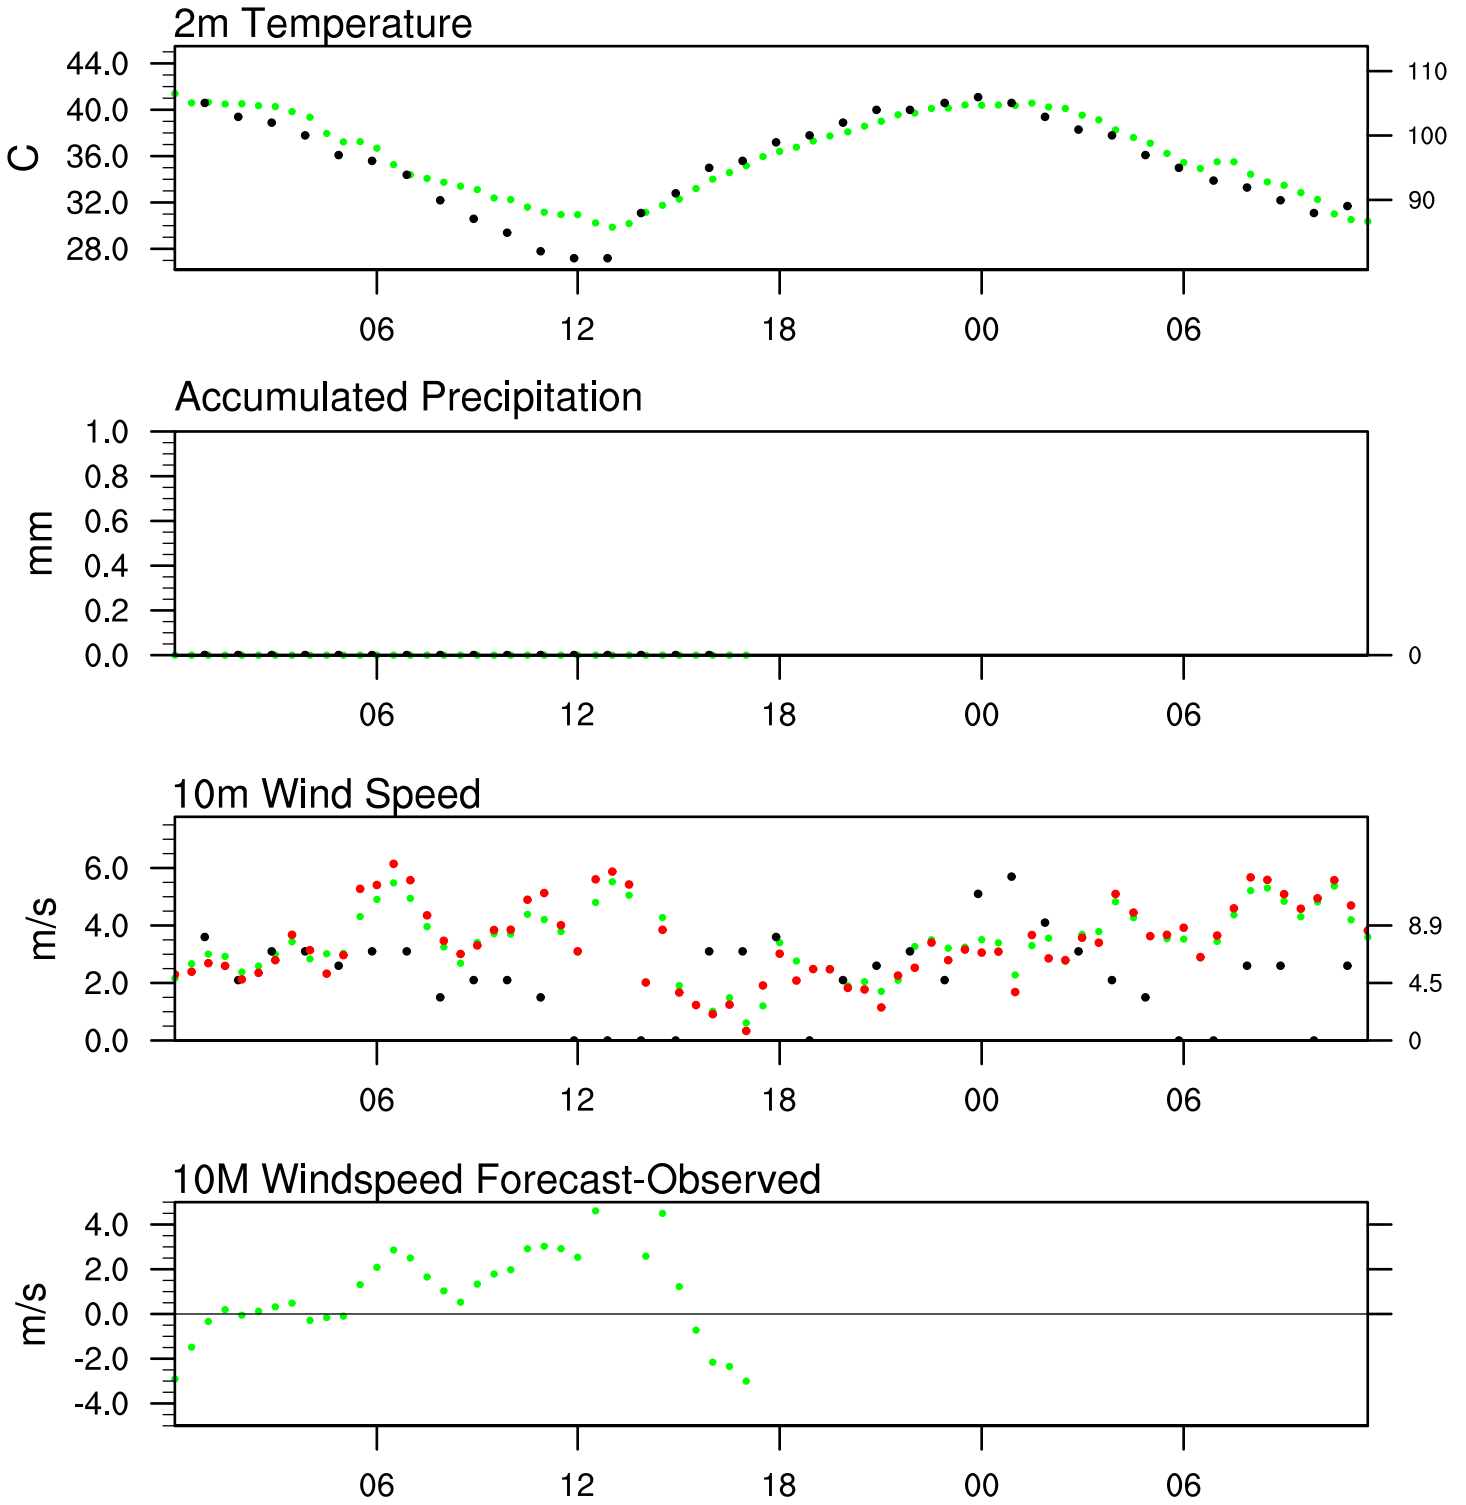 2m Temperature
44.0
40.0
36.0
32.0
28.0
C
110
100
90
06 12 18 00 06
Accumulated Precipitation
1.0
0.8
0.6
0.4
0.2
0.0
mm
0
06 12 18 00 06
10m Wind Speed
6.0
4.0
2.0
0.0
m/s
8.9
4.5
0
06 12 18 00 06
10M Windspeed Forecast-Observed
4.0
2.0
0.0
-2.0
-4.0
m/s
06 12 18 00 06